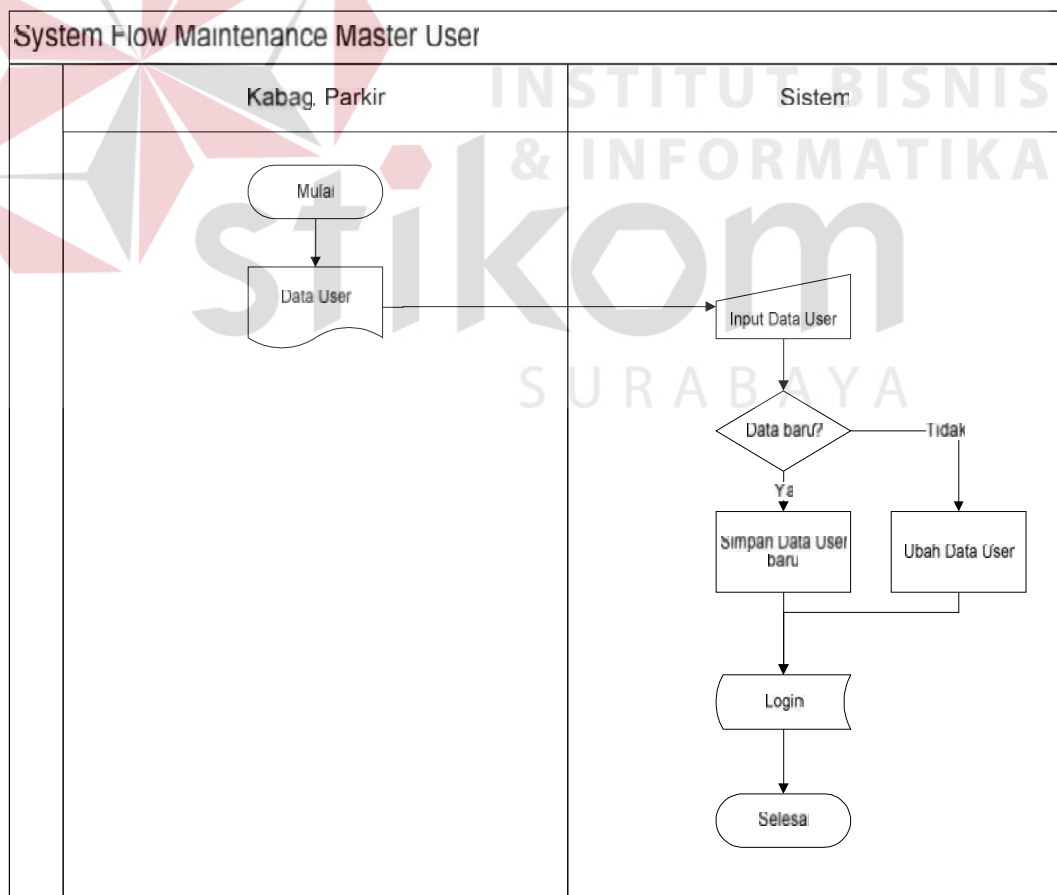 System Flow Maintenance Master User
Kabag. Parkir
Sistem
INSTITUT BISNIS
& INFORMATIKA
stikom
SURABAYA
Mulai
Data User
Input Data User
Data baru?
Tidak
Ya
Simpan Data User
baru
Ubah Data User
Login
Selesai